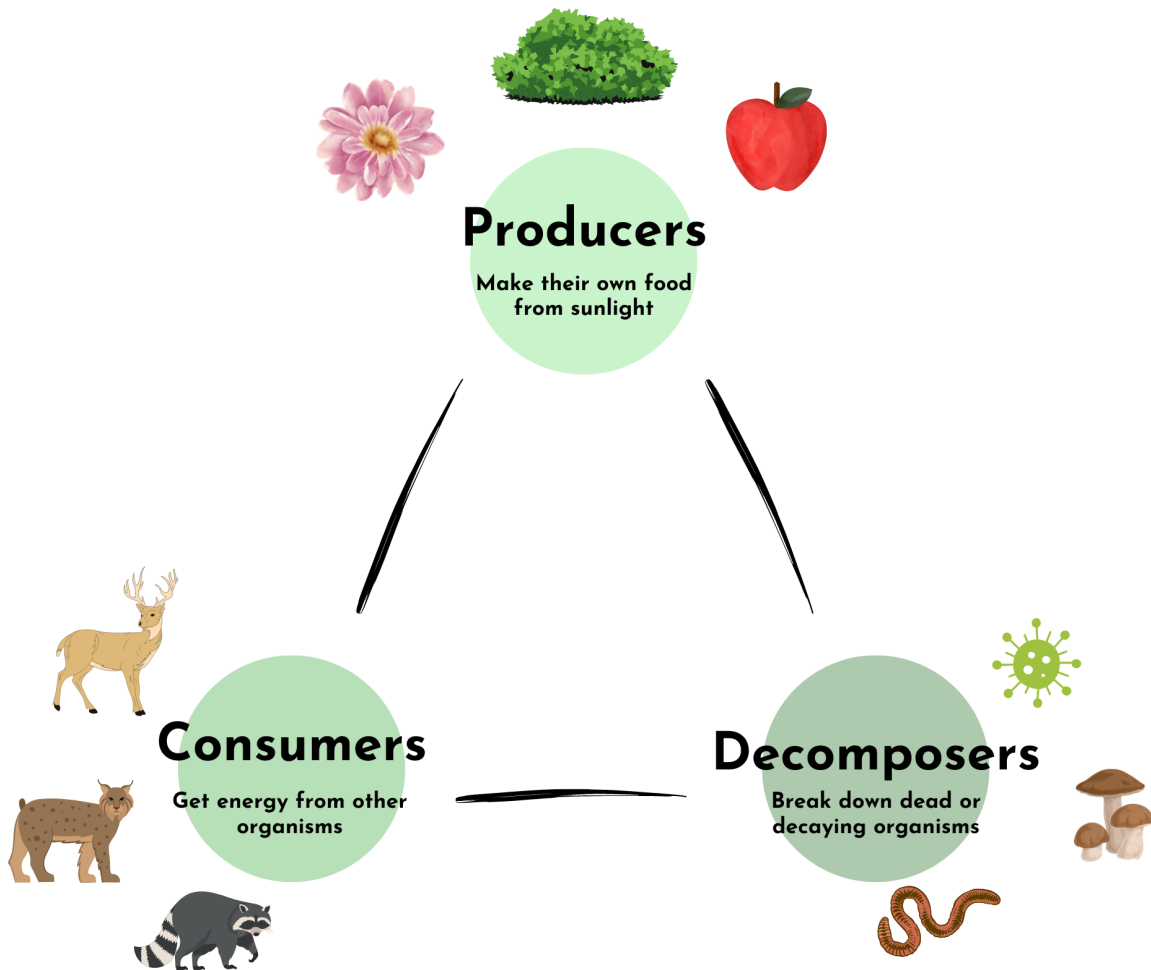 Producers
Make their own food
from sunlight
Consumers
Get energy from other
organisms
Decomposers
Break down dead or
decaying organisms